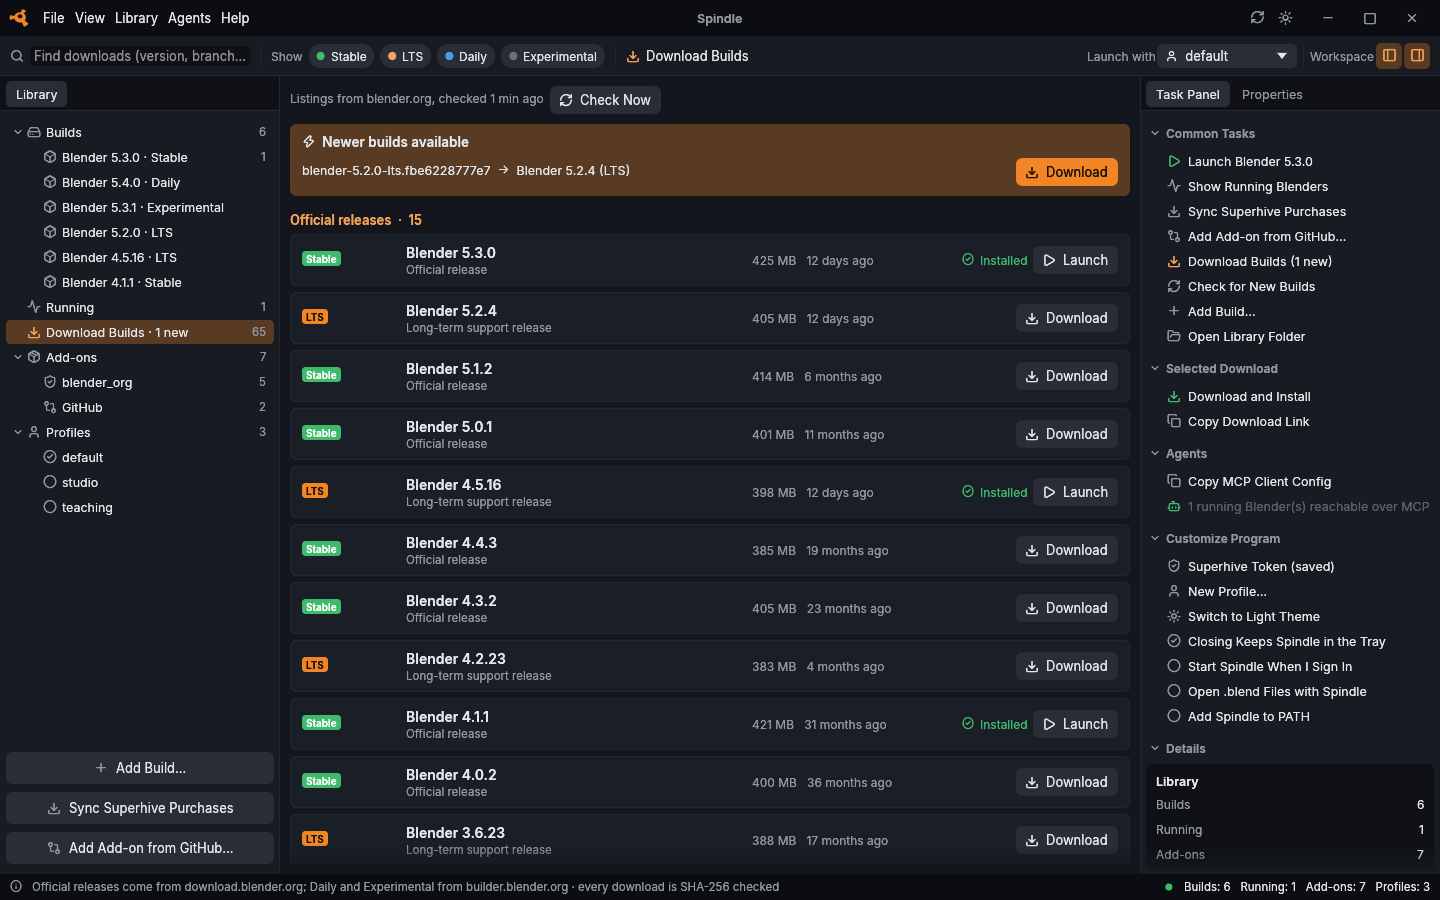 File View Library Agents Help
Spindle
Find downloads (version, branch...
Show
Stable
LTS
Daily
Experimental
Download Builds
Launch with
default
Workspace
Library
Builds 6
Blender 5.3.0 · Stable 1
Blender 5.4.0 · Daily
Blender 5.3.1 · Experimental
Blender 5.2.0 · LTS
Blender 4.5.16 · LTS
Blender 4.1.1 · Stable
Running 1
Download Builds · 1 new 65
Add-ons 7
blender_org 5
GitHub 2
Profiles 3
default
studio
teaching
Add Build...
Sync Superhive Purchases
Add Add-on from GitHub...
Listings from blender.org, checked 1 min ago
Check Now
Newer builds available
blender-5.2.0-lts.fbe6228777e7 → Blender 5.2.4 (LTS)
Download
Official releases · 15
Stable Blender 5.3.0 425 MB 12 days ago Installed Launch
Official release
LTS Blender 5.2.4 405 MB 12 days ago Download
Long-term support release
Stable Blender 5.1.2 414 MB 6 months ago Download
Official release
Stable Blender 5.0.1 401 MB 11 months ago Download
Official release
LTS Blender 4.5.16 398 MB 12 days ago Installed Launch
Long-term support release
Stable Blender 4.4.3 385 MB 19 months ago Download
Official release
Stable Blender 4.3.2 405 MB 23 months ago Download
Official release
LTS Blender 4.2.23 383 MB 4 months ago Download
Long-term support release
Stable Blender 4.1.1 421 MB 31 months ago Installed Launch
Official release
Stable Blender 4.0.2 400 MB 36 months ago Download
Official release
LTS Blender 3.6.23 388 MB 17 months ago Download
Long-term support release
Task Panel
Properties
Common Tasks
Launch Blender 5.3.0
Show Running Blenders
Sync Superhive Purchases
Add Add-on from GitHub...
Download Builds (1 new)
Check for New Builds
Add Build...
Open Library Folder
Selected Download
Download and Install
Copy Download Link
Agents
Copy MCP Client Config
1 running Blender(s) reachable over MCP
Customize Program
Superhive Token (saved)
New Profile...
Switch to Light Theme
Closing Keeps Spindle in the Tray
Start Spindle When I Sign In
Open .blend Files with Spindle
Add Spindle to PATH
Details
Library
Builds 6
Running 1
Add-ons 7
Official releases come from download.blender.org; Daily and Experimental from builder.blender.org · every download is SHA-256 checked
Builds: 6 Running: 1 Add-ons: 7 Profiles: 3